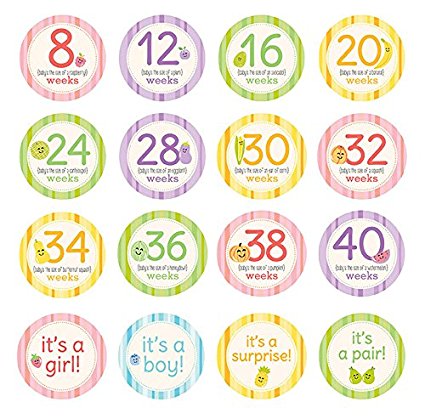 8
(baby's the size of a raspberry!)
weeks
12
(baby's the size of a plum!)
weeks
16
(baby's the size of an avocado!)
weeks
20
(baby's the size of a banana!)
weeks
24
(baby's the size of a cantaloupe!)
weeks
28
(baby's the size of an eggplant!)
weeks
30
(baby's the size of an ear of corn!)
weeks
32
(baby's the size of a squash!)
weeks
34
(baby's the size of butternut squash!)
weeks
36
(baby's the size of a honeydew!)
weeks
38
(baby's the size of a pumpkin!)
weeks
40
(baby's the size of a watermelon!)
weeks
it's a
girl!
it's a
boy!
it's a
surprise!
it's
a pair!